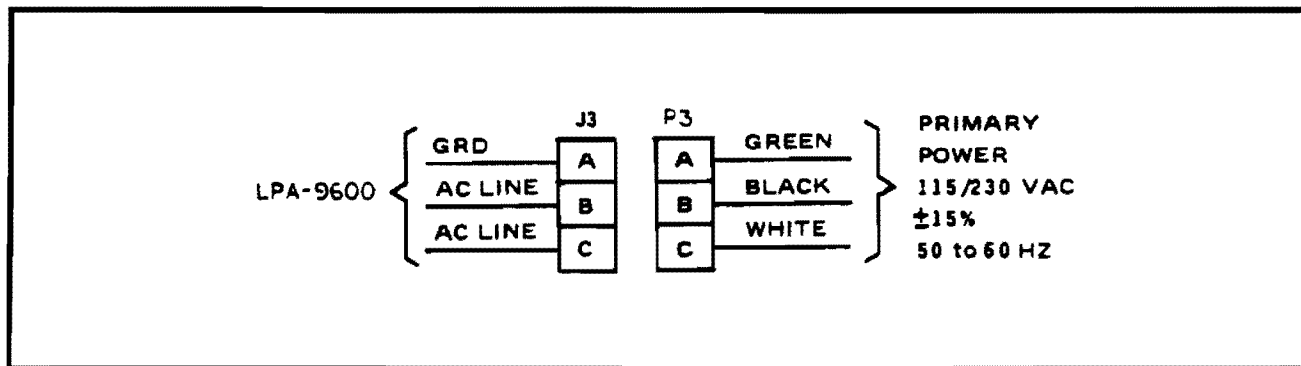 J3 P3
LPA-9600
GRD A
AC LINE B
AC LINE C
A GREEN
B BLACK
C WHITE
PRIMARY
POWER
115/230 VAC
±15%
50 to 60 HZ